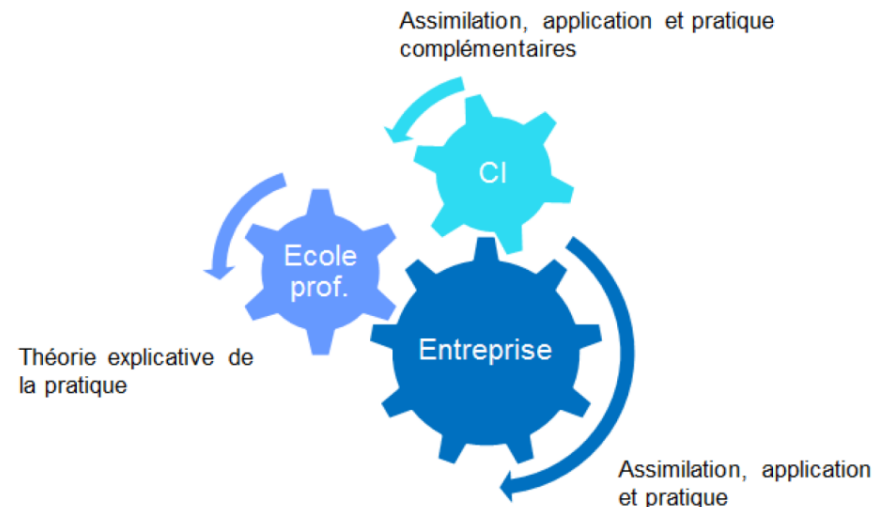 Assimilation, application et pratique
complémentaires
CI
Ecole
prof.
Entreprise
Théorie explicative de
la pratique
Assimilation, application
et pratique